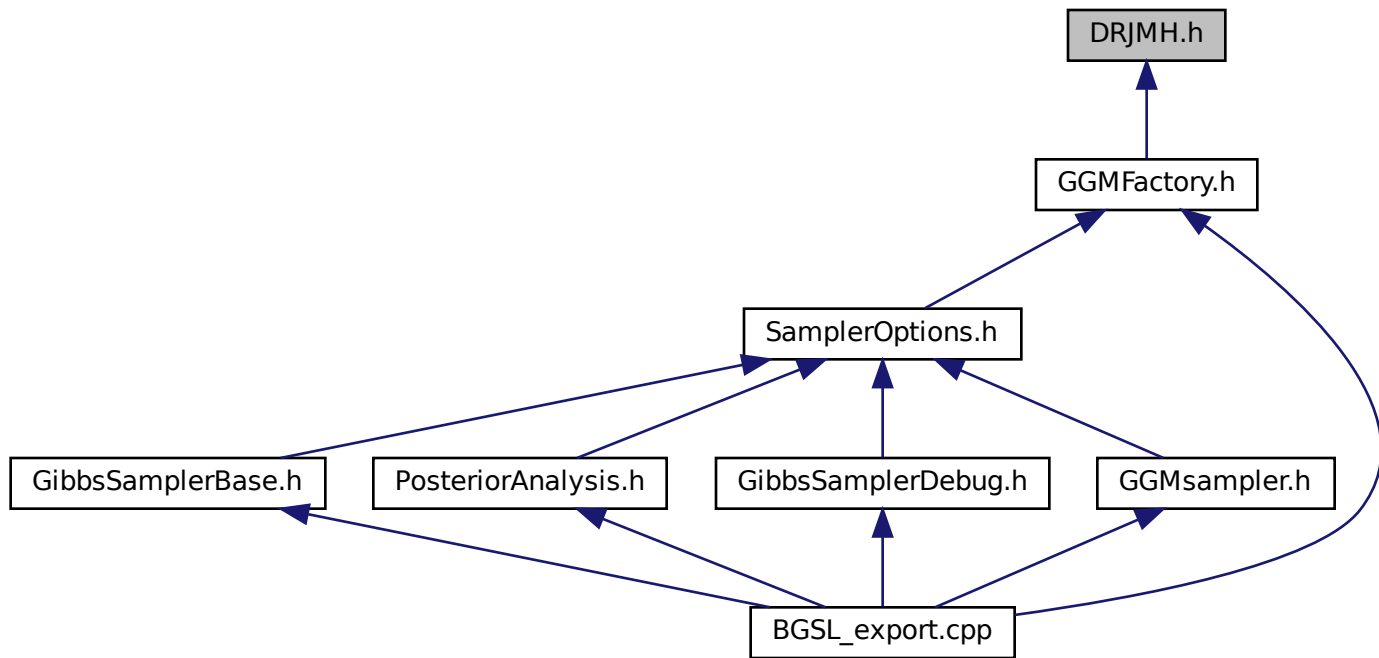 DRJMH.h
GGMFactory.h
SamplerOptions.h
GibbsSamplerBase.h
PosteriorAnalysis.h
GibbsSamplerDebug.h
GGMsampler.h
BGSL_export.cpp